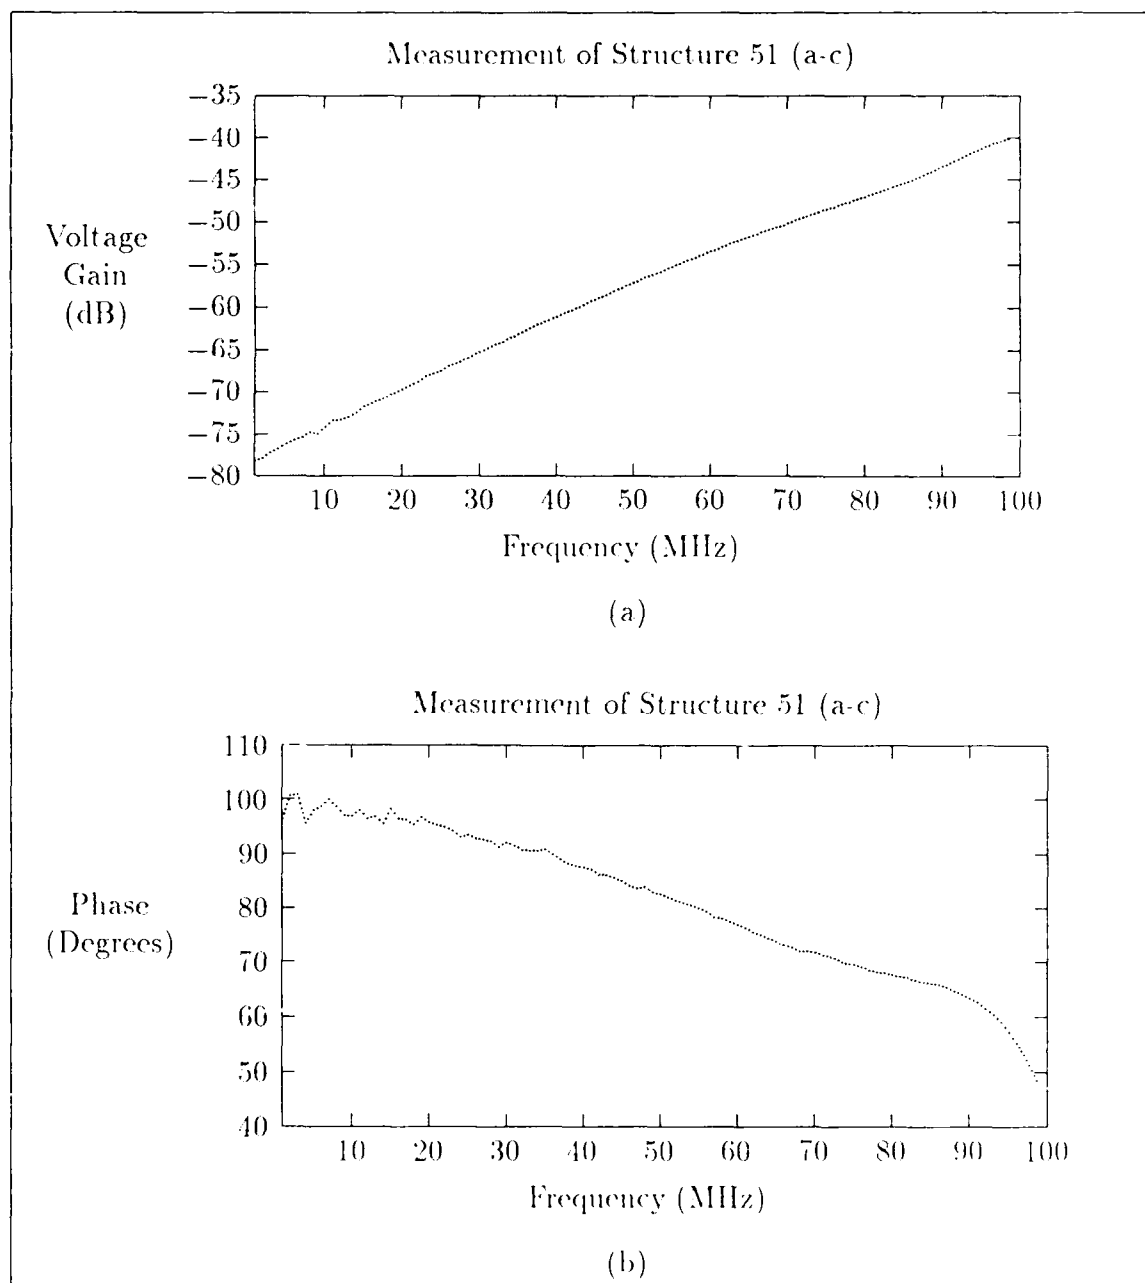 Measurement of Structure 51 (a-c)
−35
−40
−45
−50
−55
−60
−65
−70
−75
−80
Voltage
Gain
(dB)
10 20 30 40 50 60 70 80 90 100
Frequency (MHz)
(a)
Measurement of Structure 51 (a-c)
110
100
90
80
70
60
50
40
Phase
(Degrees)
10 20 30 40 50 60 70 80 90 100
Frequency (MHz)
(b)